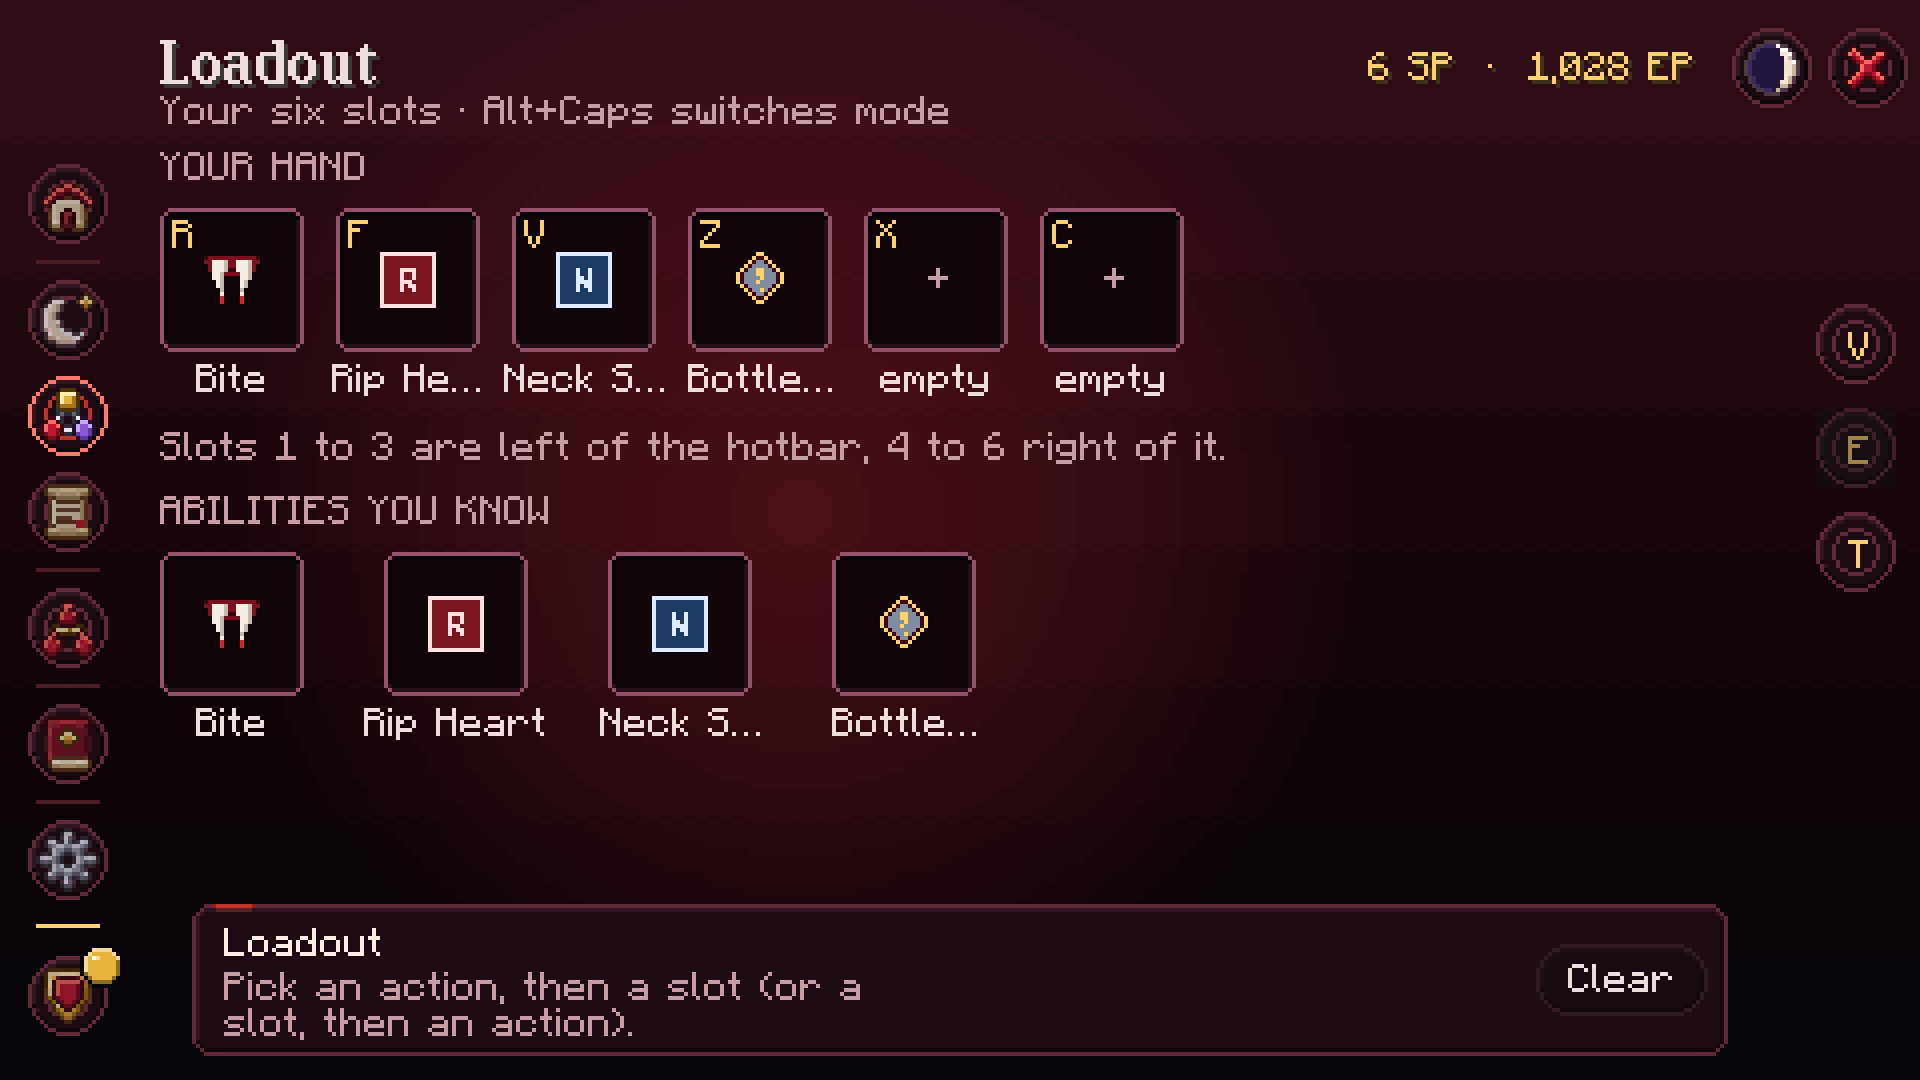 Loadout
6 SP · 1,028 EP
Your six slots · Alt+Caps switches mode
YOUR HAND
R F V Z X C
R N ?
+ +
Bite Rip He... Neck S... Bottle... empty empty
V
Slots 1 to 3 are left of the hotbar, 4 to 6 right of it.
E
ABILITIES YOU KNOW
T
R N ?
Bite Rip Heart Neck S... Bottle...
Loadout
Pick an action, then a slot (or a
slot, then an action).
Clear